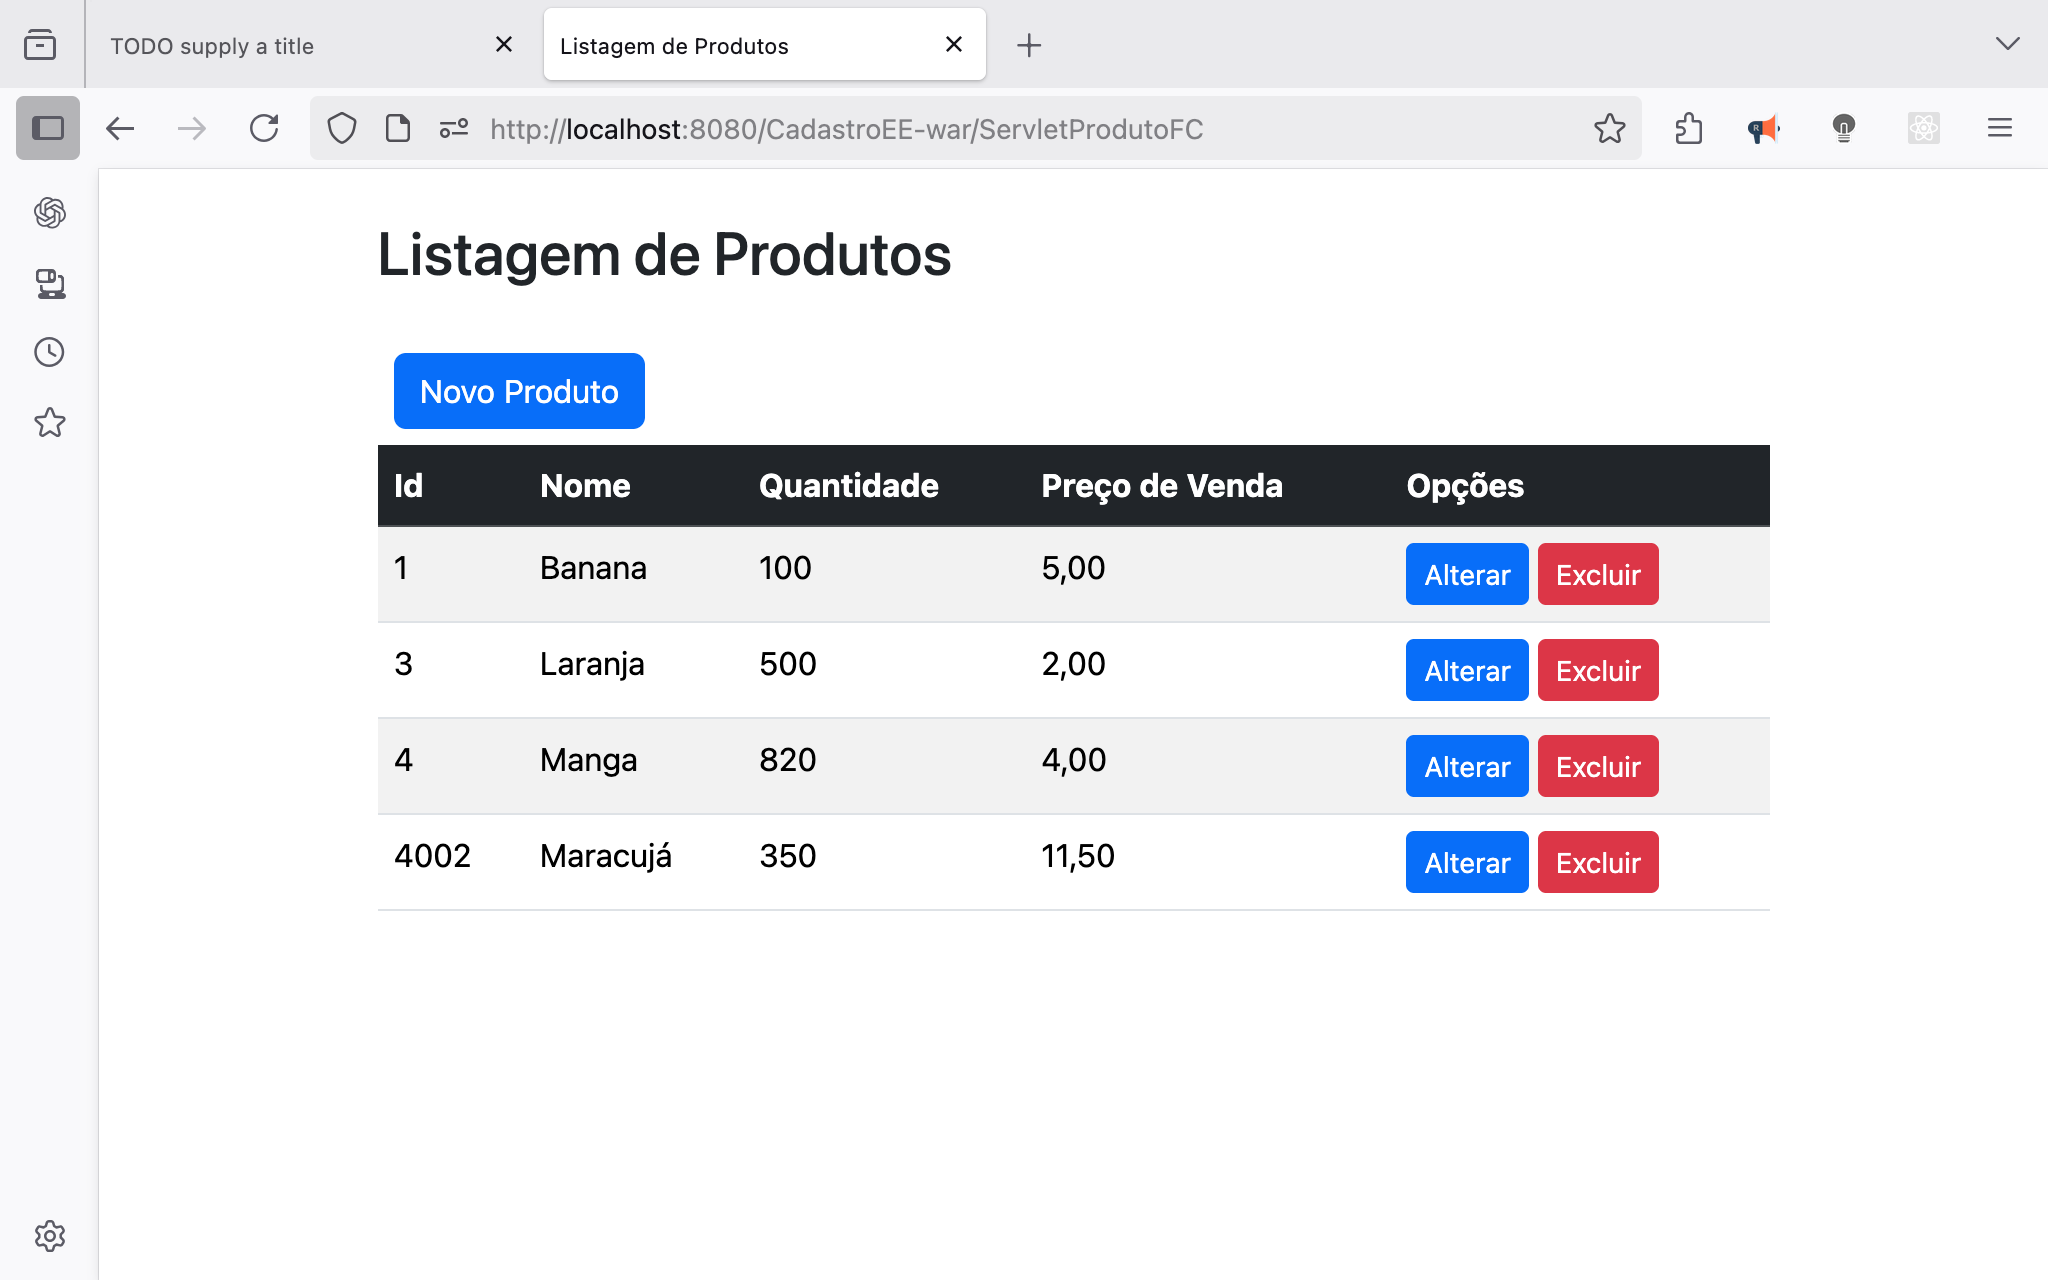 TODO supply a title
Listagem de Produtos
http://localhost:8080/CadastroEE-war/ServletProdutoFC
Listagem de Produtos
Novo Produto
Id Nome Quantidade Preço de Venda Opções
1 Banana 100 5,00 Alterar Excluir
3 Laranja 500 2,00 Alterar Excluir
4 Manga 820 4,00 Alterar Excluir
4002 Maracujá 350 11,50 Alterar Excluir